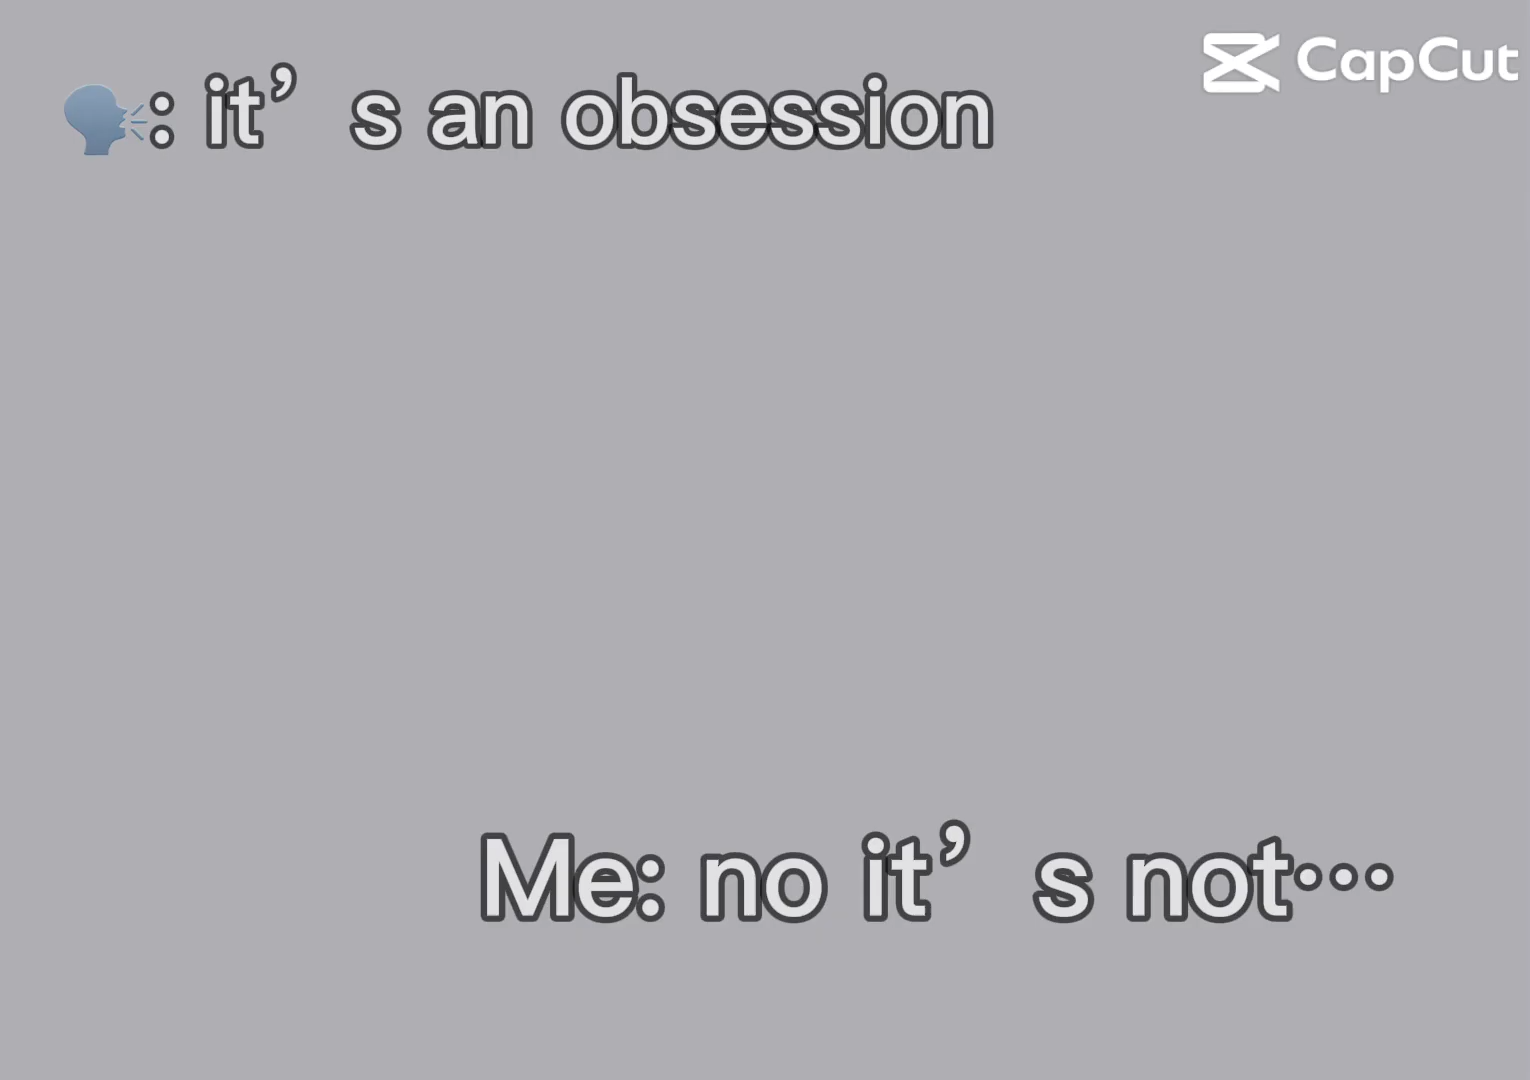 CapCut
🗣: it’s an obsession
Me: no it’s not…